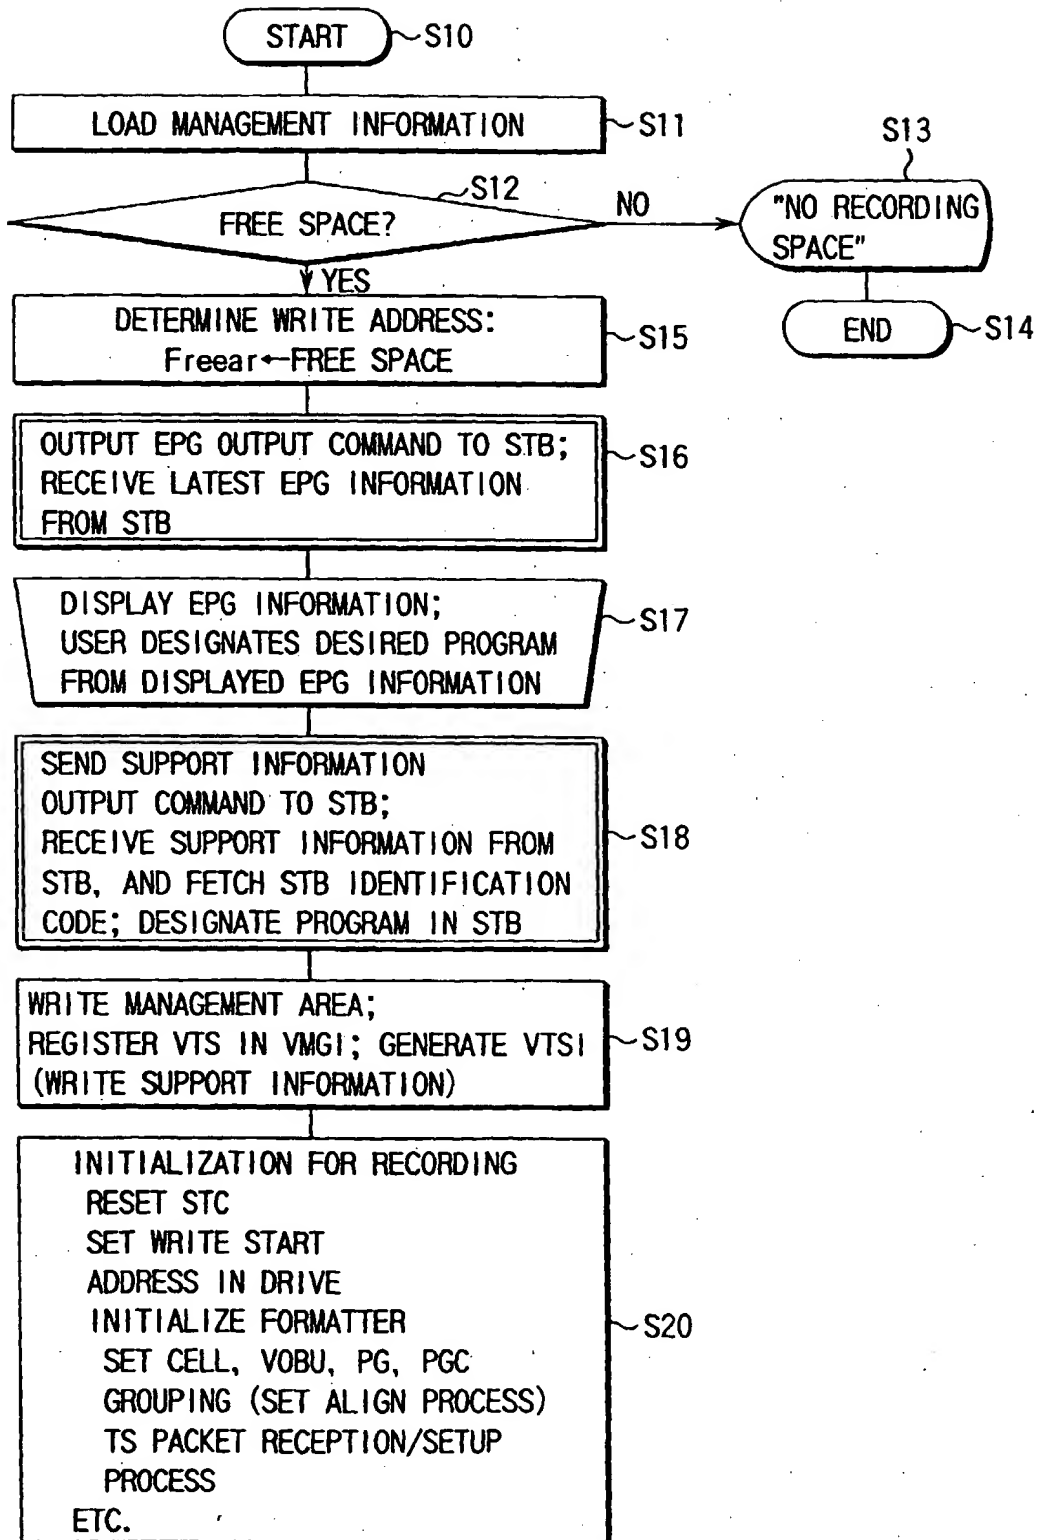 START
S10
LOAD MANAGEMENT INFORMATION
S11
S12
FREE SPACE?
NO
S13
"NO RECORDING
SPACE"
END
S14
YES
DETERMINE WRITE ADDRESS:
Freear←FREE SPACE
S15
OUTPUT EPG OUTPUT COMMAND TO STB;
RECEIVE LATEST EPG INFORMATION
FROM STB
S16
DISPLAY EPG INFORMATION;
USER DESIGNATES DESIRED PROGRAM
FROM DISPLAYED EPG INFORMATION
S17
SEND SUPPORT INFORMATION
OUTPUT COMMAND TO STB;
RECEIVE SUPPORT INFORMATION FROM
STB, AND FETCH STB IDENTIFICATION
CODE; DESIGNATE PROGRAM IN STB
S18
WRITE MANAGEMENT AREA;
REGISTER VTS IN VMGI; GENERATE VTSI
(WRITE SUPPORT INFORMATION)
S19
INITIALIZATION FOR RECORDING
RESET STC
SET WRITE START
ADDRESS IN DRIVE
INITIALIZE FORMATTER
SET CELL, VOBU, PG, PGC
GROUPING (SET ALIGN PROCESS)
TS PACKET RECEPTION/SETUP
PROCESS
ETC.
S20